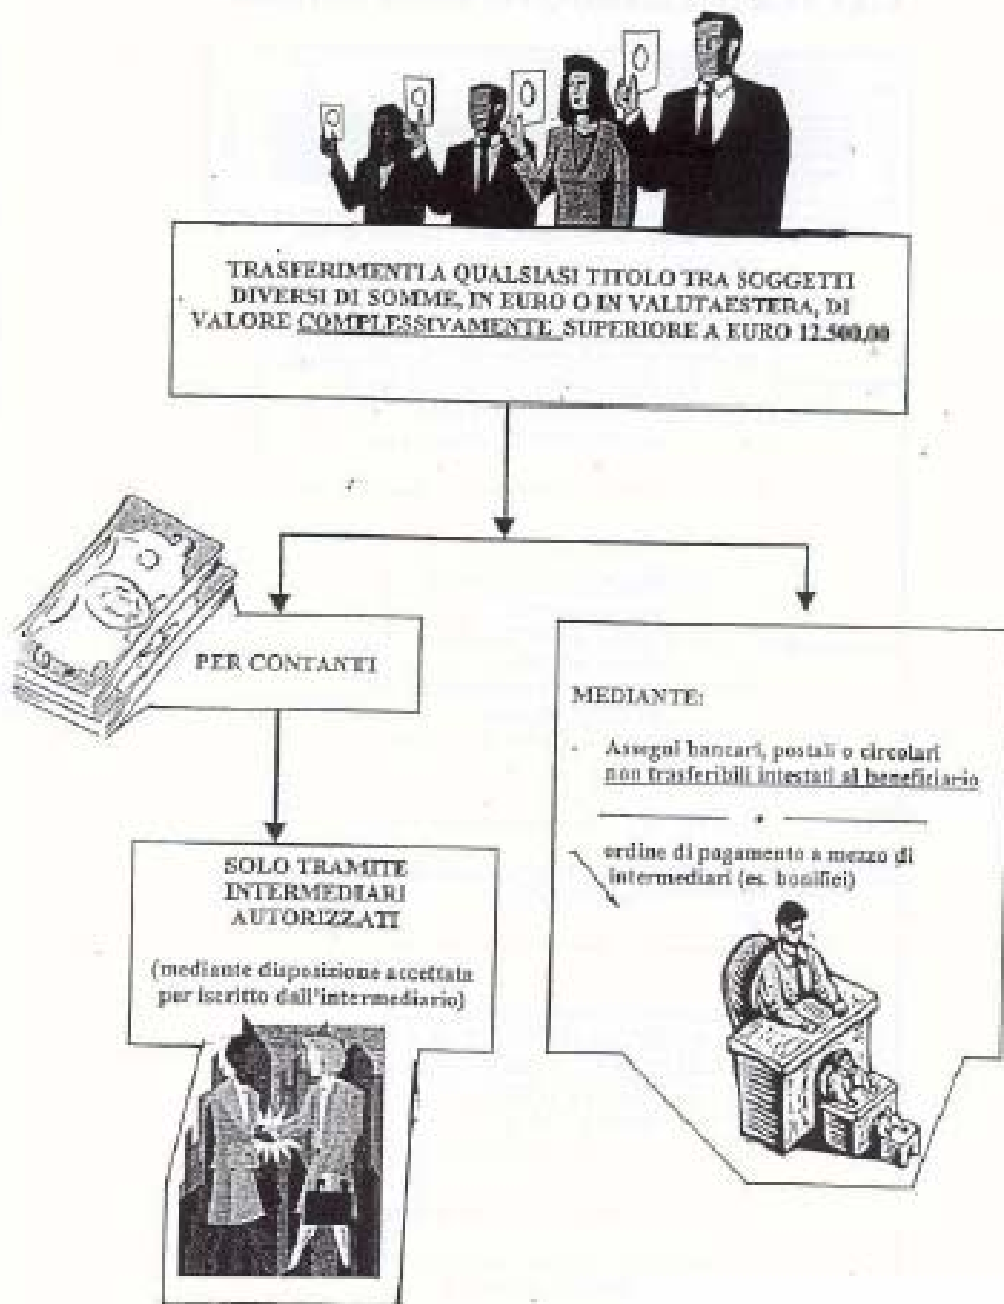 TRASFERIMENTI A QUALSIASI TITOLO TRA SOGGETTI
DIVERSI DI SOMME, IN EURO O IN VALUTAESTERA, DI
VALORE COMPLESSIVAMENTE SUPERIORE A EURO 12.500,00
PER CONTANTI
SOLO TRAMITE
INTERMEDIARI
AUTORIZZATI
(mediante disposizione accettata
per iscritto dall'intermediario)
MEDIANTE:
- Assegni bancari, postali o circolari
non trasferibili intestati al beneficiario
- ordine di pagamento a mezzo di
intermediari (es. bonifici)